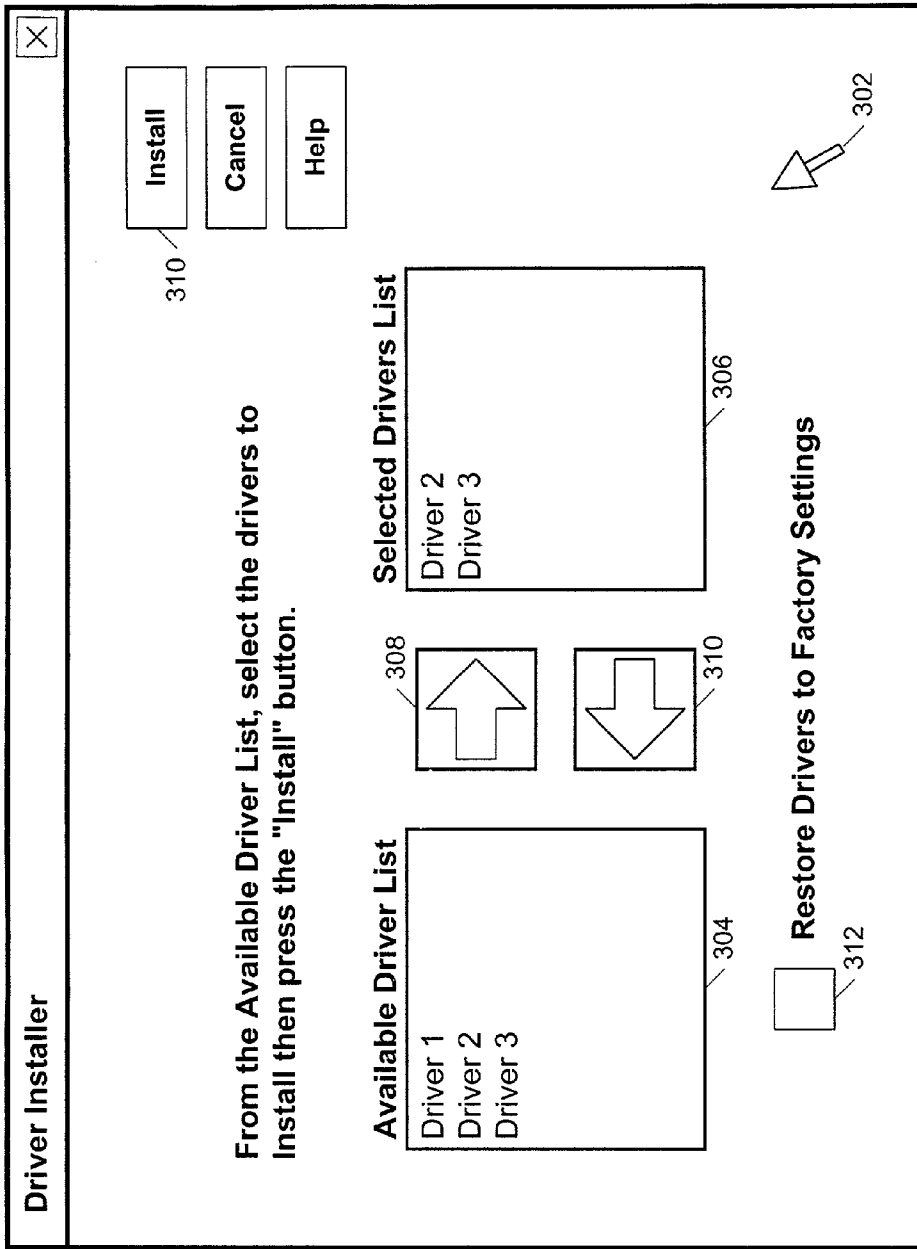 Driver Installer
Install
310
Cancel
Help
From the Available Driver List, select the drivers to
Install then press the "Install" button.
Available Driver List
Driver 1
Driver 2
Driver 3
304
308
310
Selected Drivers List
Driver 2
Driver 3
306
312
Restore Drivers to Factory Settings
302